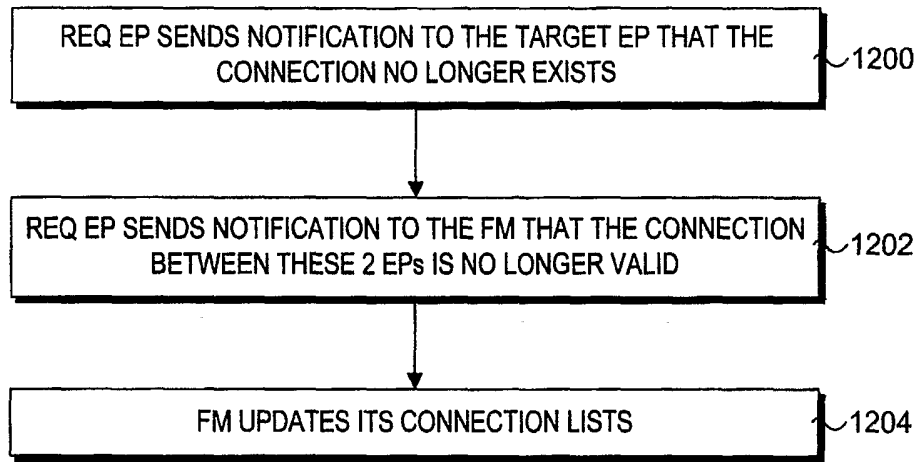 REQ EP SENDS NOTIFICATION TO THE TARGET EP THAT THE
CONNECTION NO LONGER EXISTS
1200
REQ EP SENDS NOTIFICATION TO THE FM THAT THE CONNECTION
BETWEEN THESE 2 EPs IS NO LONGER VALID
1202
FM UPDATES ITS CONNECTION LISTS
1204